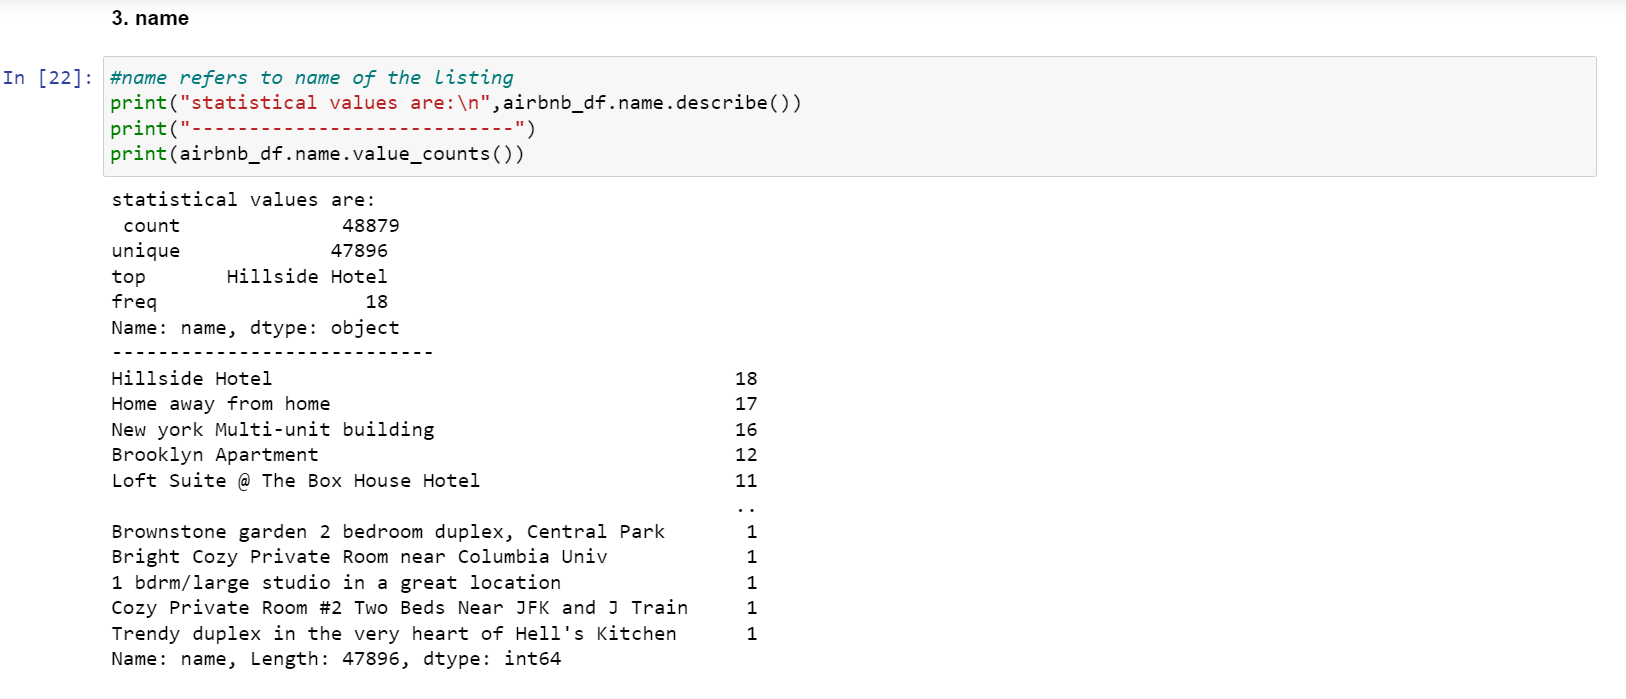 3. name
In [22]: #name refers to name of the listing
print("statistical values are:\n",airbnb_df.name.describe())
print("----------------------------")
print(airbnb_df.name.value_counts())
statistical values are:
 count              48879
unique             47896
top       Hillside Hotel
freq                  18
Name: name, dtype: object
----------------------------
Hillside Hotel                                        18
Home away from home                                   17
New york Multi-unit building                          16
Brooklyn Apartment                                    12
Loft Suite @ The Box House Hotel                      11
                                                      ..
Brownstone garden 2 bedroom duplex, Central Park       1
Bright Cozy Private Room near Columbia Univ            1
1 bdrm/large studio in a great location                1
Cozy Private Room #2 Two Beds Near JFK and J Train     1
Trendy duplex in the very heart of Hell's Kitchen      1
Name: name, Length: 47896, dtype: int64